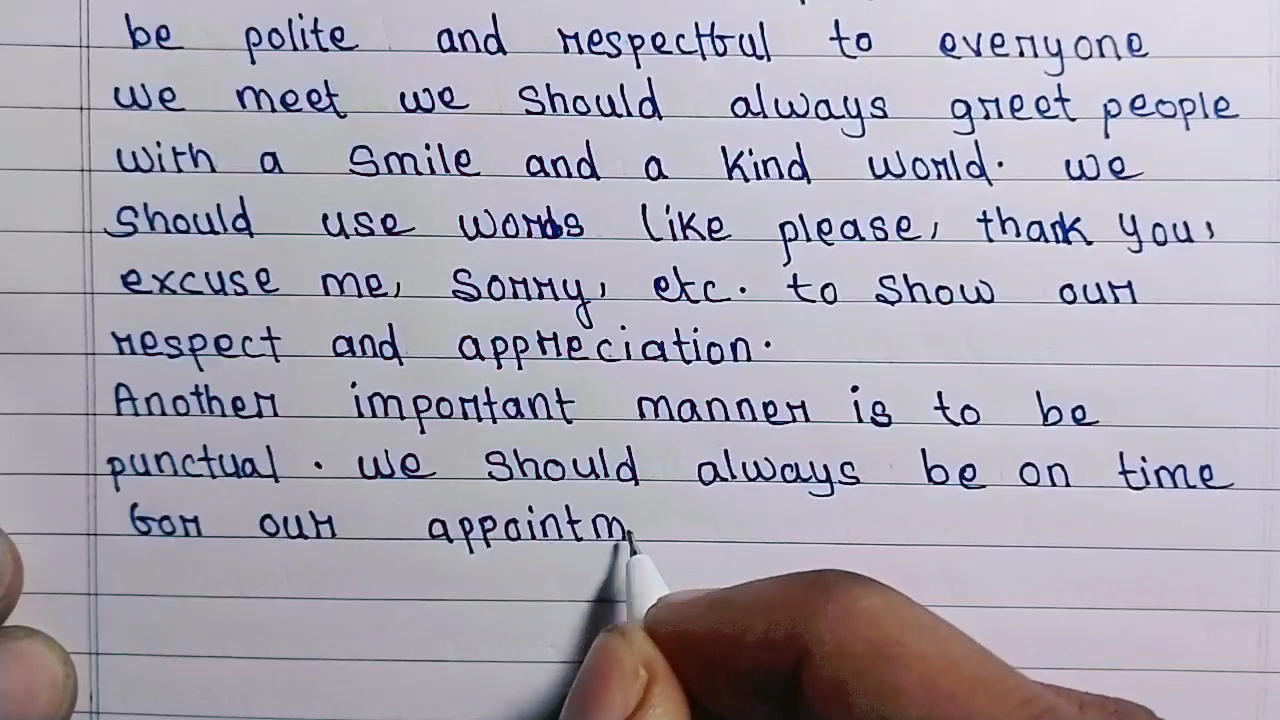 be polite and respectful to everyone
we meet we should always greet people
with a smile and a kind world. we
should use words like please, thank you,
excuse me, sorry, etc. to show our
respect and appreciation.
Another important manner is to be
punctual. we should always be on time
for our appointm